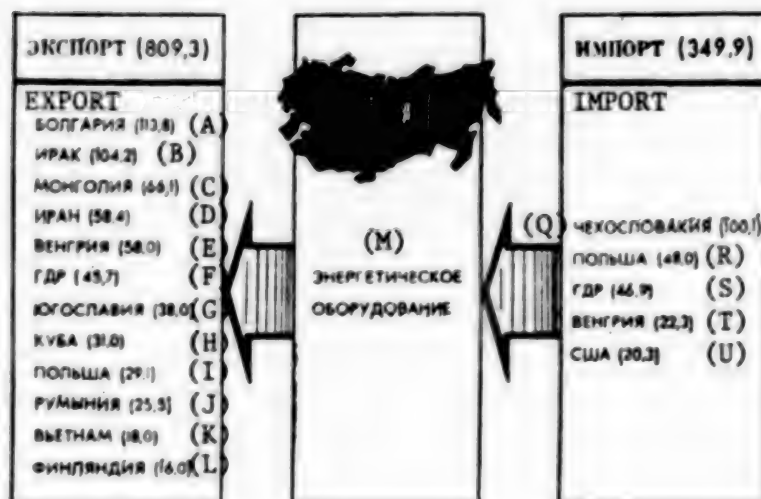 ЭКСПОРТ (809,3)
EXPORT
БОЛГАРИЯ (113,8) (A)
ИРАК (104,2) (B)
МОНГОЛИЯ (66,1) (C)
ИРАН (58,4) (D)
ВЕНГРИЯ (58,0) (E)
ГДР (45,7) (F)
ЮГОСЛАВИЯ (38,0) (G)
КУБА (31,0) (H)
ПОЛЬША (29,1) (I)
РУМЫНИЯ (25,5) (J)
ВЬЕТНАМ (18,0) (K)
ФИНЛЯНДИЯ (16,0) (L)
(M)
ЭНЕРГЕТИЧЕСКОЕ
ОБОРУДОВАНИЕ
ИМПОРТ (349,9)
IMPORT
(Q) ЧЕХОСЛОВАКИЯ (100,1)
ПОЛЬША (48,0) (R)
ГДР (46,9) (S)
ВЕНГРИЯ (22,3) (T)
США (20,3) (U)